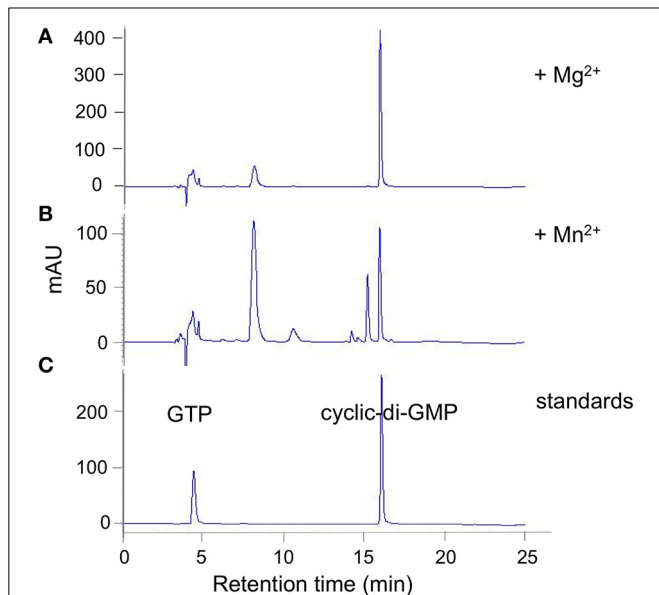 A
400
300
200
100
0
+ Mg²⁺
B
100
50
0
+ Mn²⁺
mAU
C
200
100
0
GTP
cyclic-di-GMP
standards
0 5 10 15 20 25
Retention time (min)